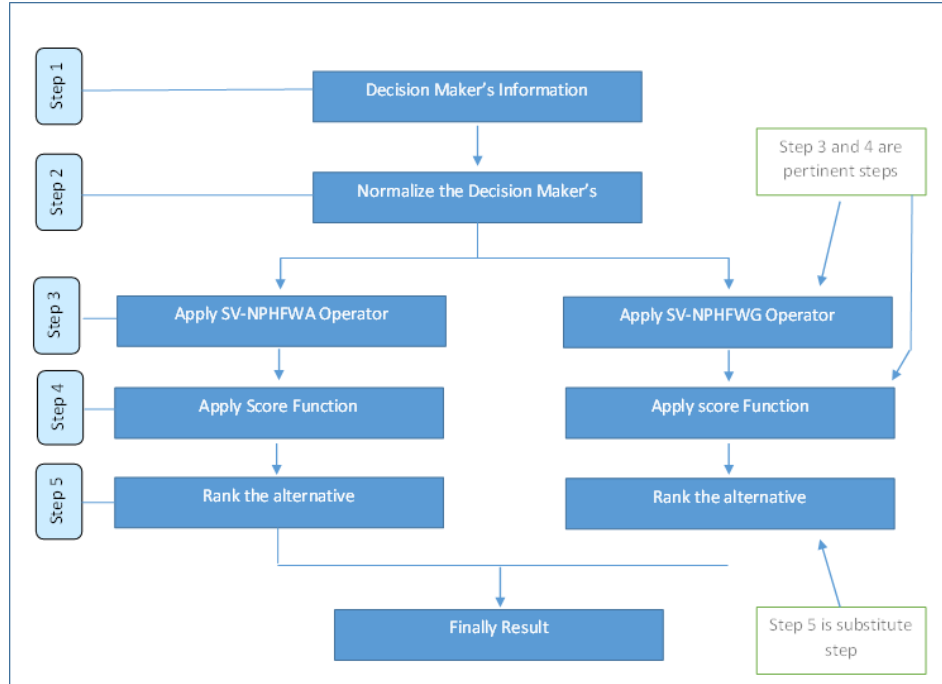 Step 1
Decision Maker's Information
Step 2
Normalize the Decision Maker's
Step 3 and 4 are
pertinent steps
Step 3
Apply SV-NPHFWA Operator
Apply SV-NPHFWG Operator
Step 4
Apply Score Function
Apply score Function
Step 5
Rank the alternative
Rank the alternative
Finally Result
Step 5 is substitute
step